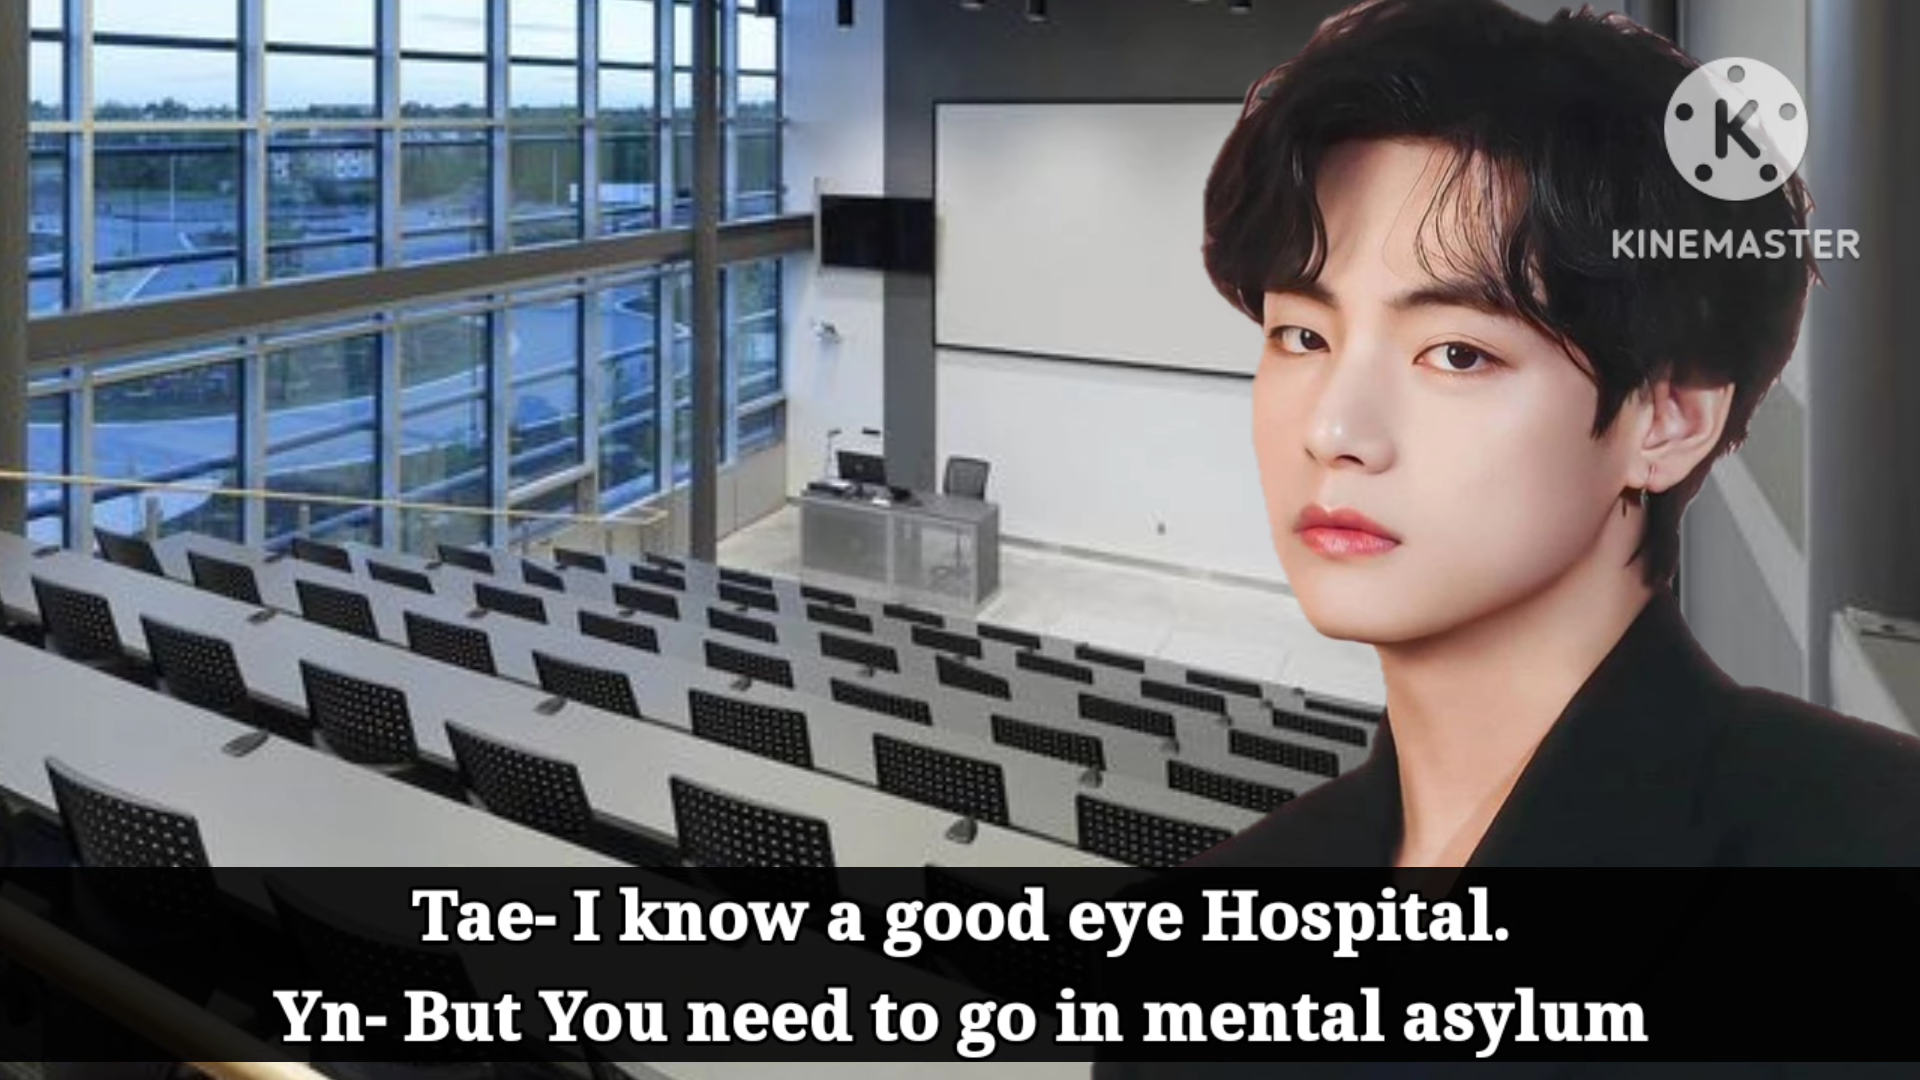 K
KINEMASTER
Tae- I know a good eye Hospital.
Yn- But You need to go in mental asylum